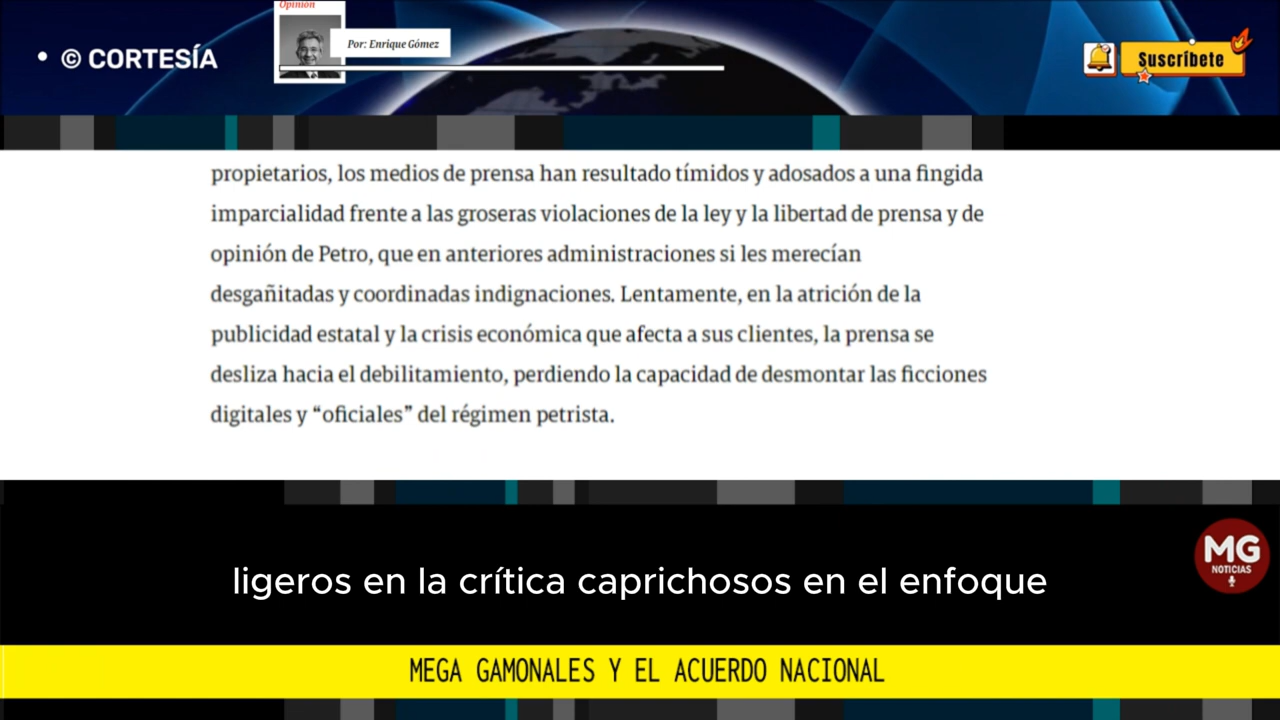 Opinión
• © CORTESÍA
Por: Enrique Gómez
Suscríbete
propietarios, los medios de prensa han resultado tímidos y adosados a una fingida
imparcialidad frente a las groseras violaciones de la ley y la libertad de prensa y de
opinión de Petro, que en anteriores administraciones si les merecían
desgañitadas y coordinadas indignaciones. Lentamente, en la atrición de la
publicidad estatal y la crisis económica que afecta a sus clientes, la prensa se
desliza hacia el debilitamiento, perdiendo la capacidad de desmontar las ficciones
digitales y “oficiales” del régimen petrista.
MG
NOTICIAS
ligeros en la crítica caprichosos en el enfoque
MEGA GAMONALES Y EL ACUERDO NACIONAL